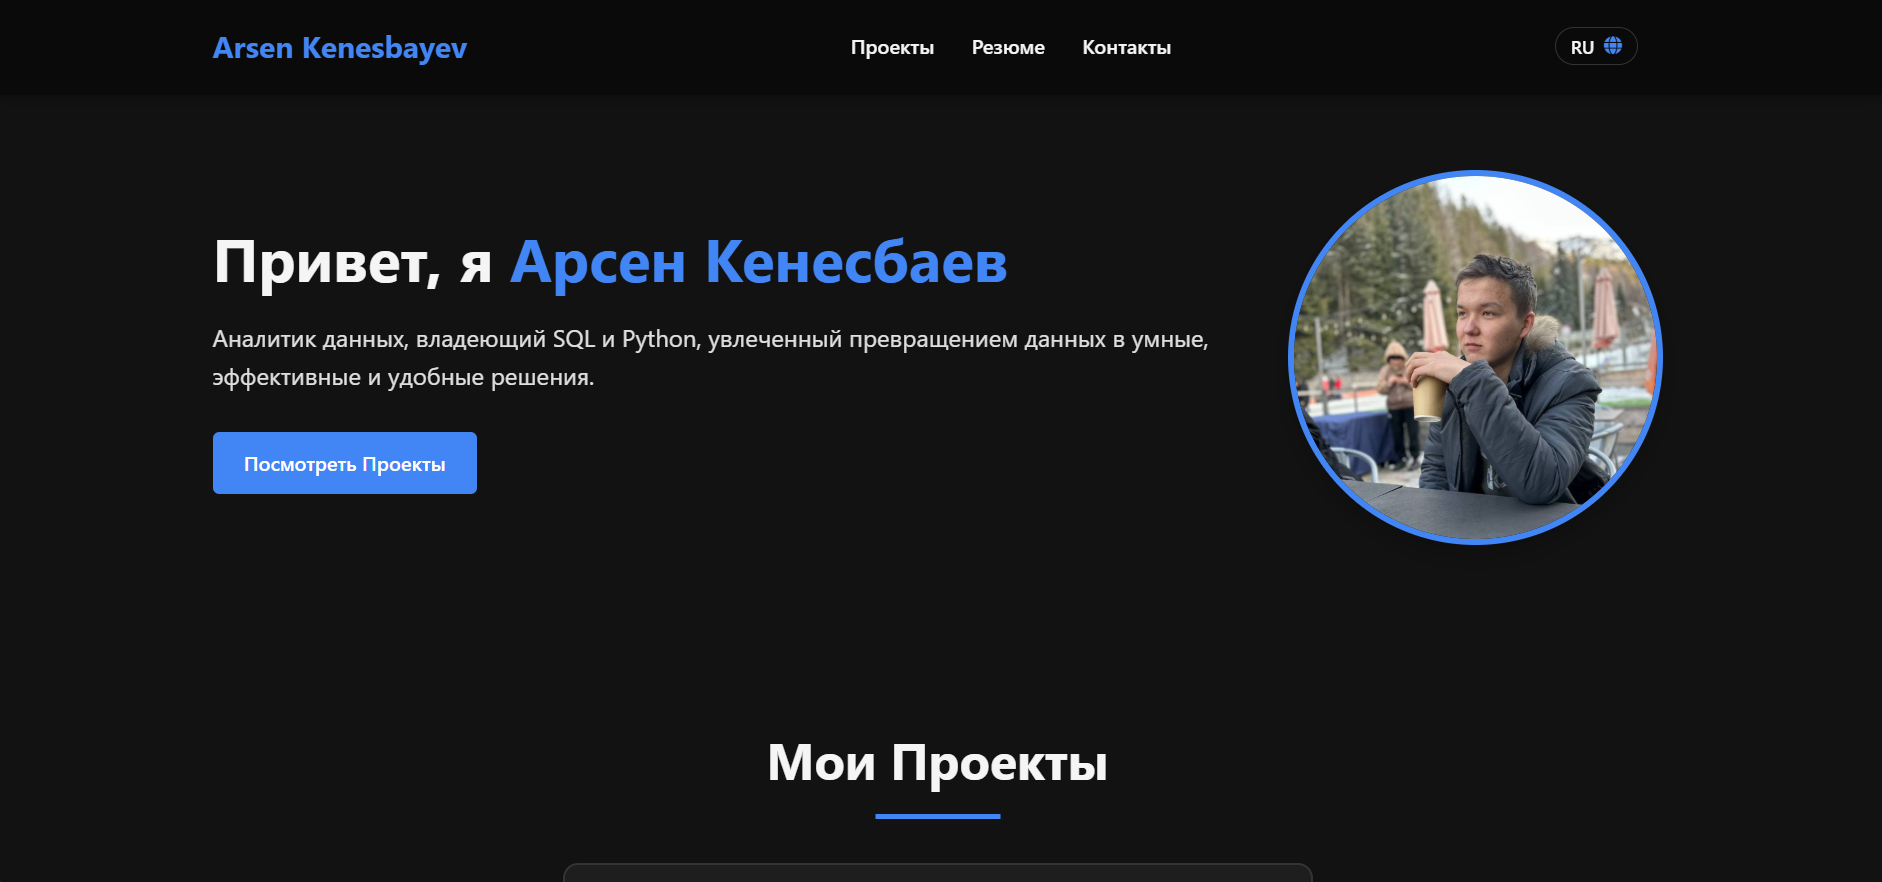 Arsen Kenesbayev
Проекты
Резюме
Контакты
RU
Привет, я Арсен Кенесбаев
Аналитик данных, владеющий SQL и Python, увлеченный превращением данных в умные,
эффективные и удобные решения.
Посмотреть Проекты
Мои Проекты